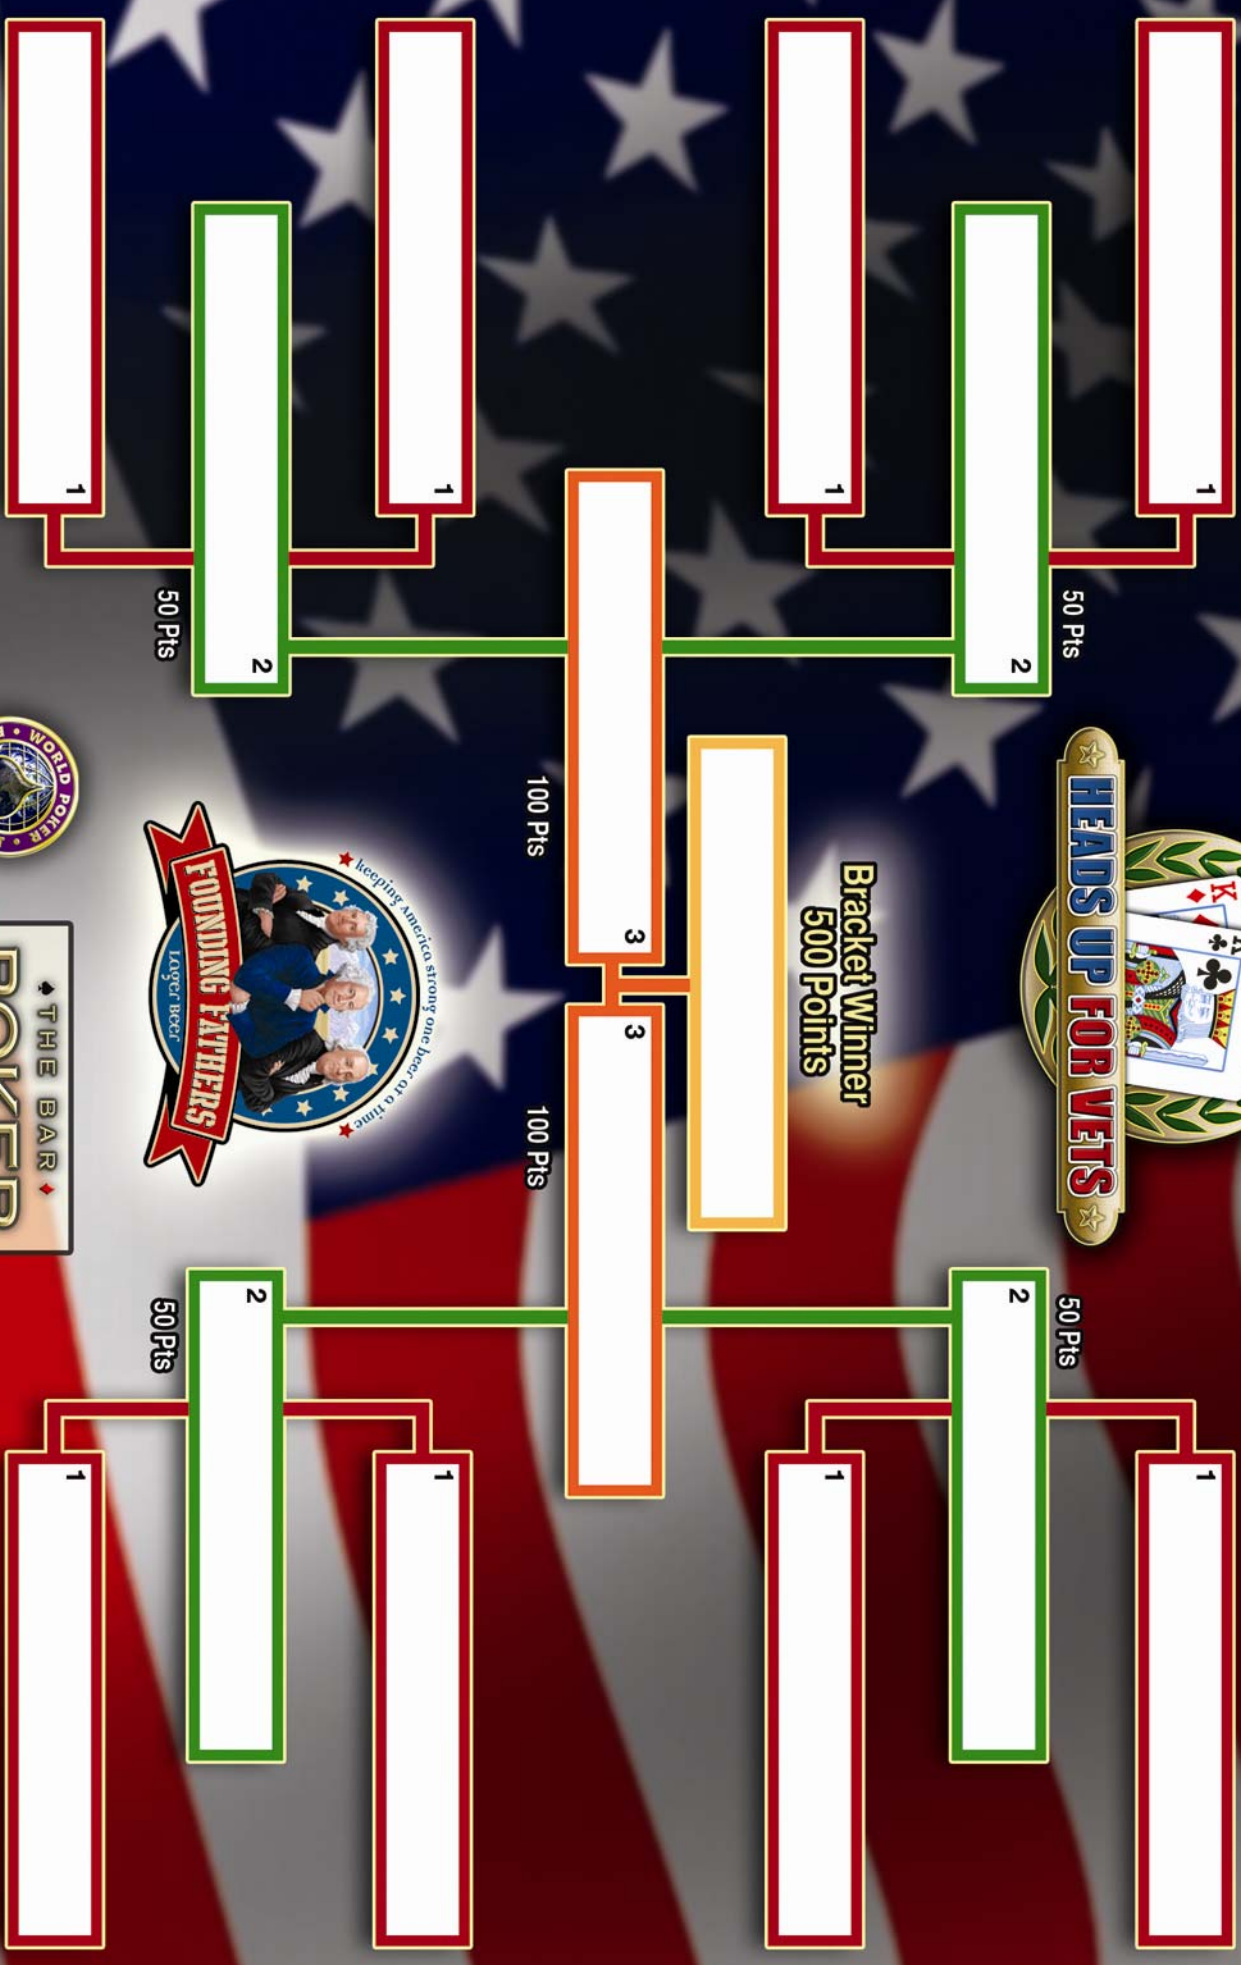 K
1
1
HEADS UP FOR VETS
50 Pts
50 Pts
2
2
Bracket Winner
500 Points
1
1
3
3
100 Pts
100 Pts
1
1
keeping America strong one beer at a time
2
2
FOUNDING FATHERS
Lager Beer
50 Pts
50 Pts
1
1
WORLD POKER
THE BAR
POKER